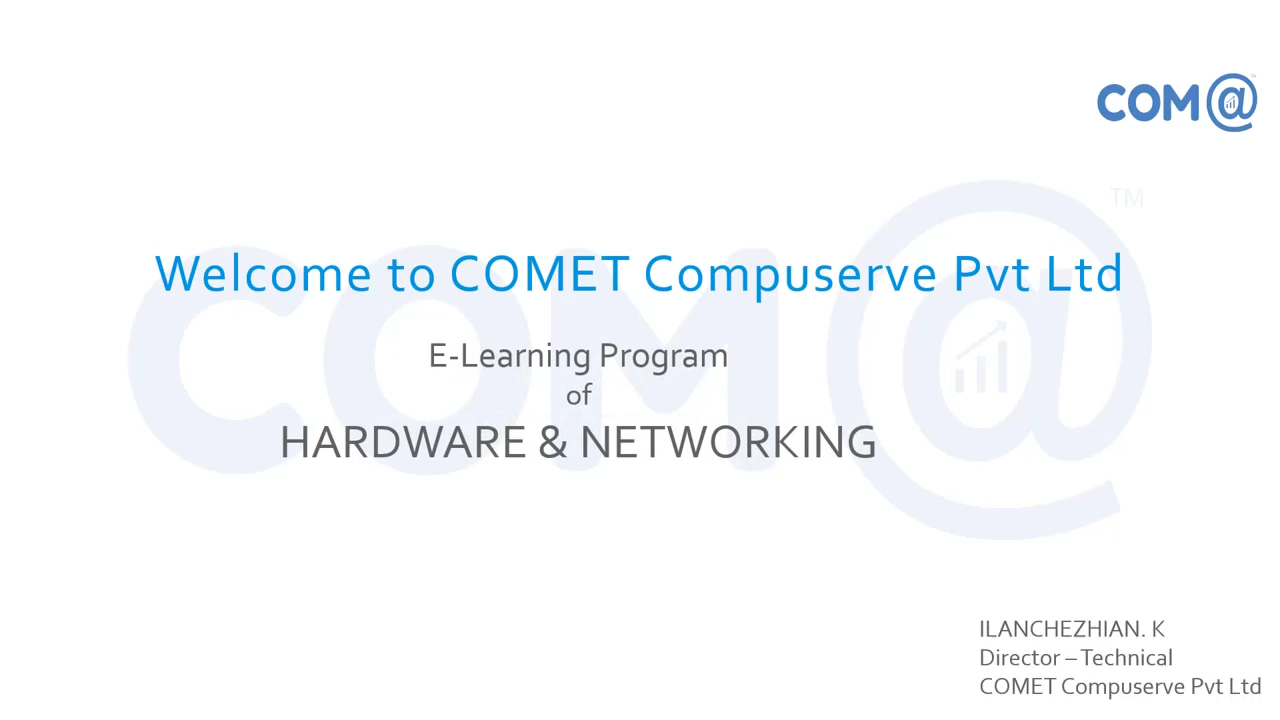 COM@
TM
Welcome to COMET Compuserve Pvt Ltd
E-Learning Program
of
HARDWARE & NETWORKING
ILANCHEZHIAN. K
Director – Technical
COMET Compuserve Pvt Ltd